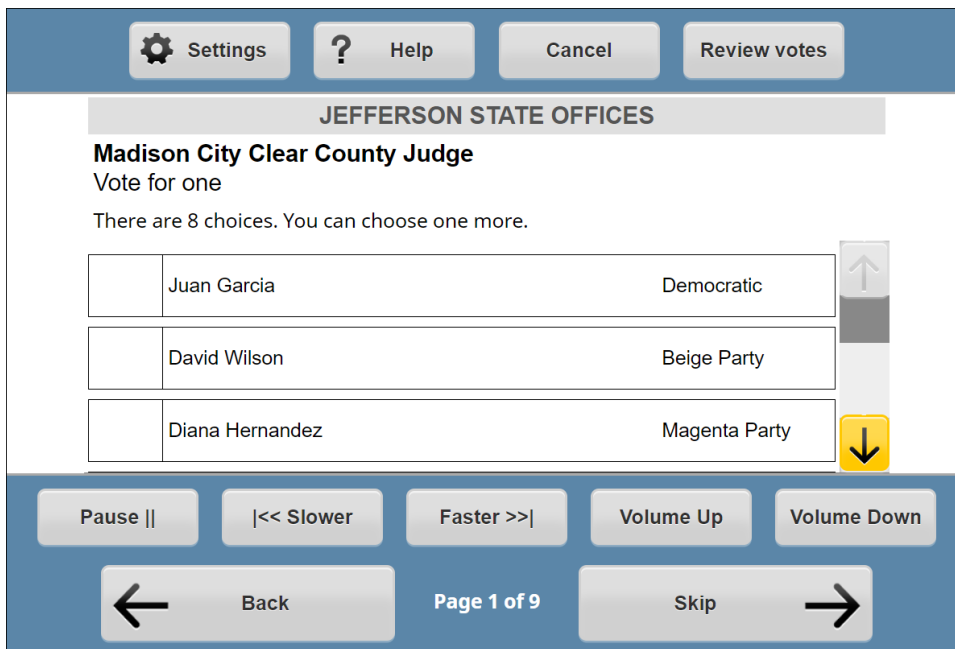 Settings
? Help
Cancel
Review votes
JEFFERSON STATE OFFICES
Madison City Clear County Judge
Vote for one
There are 8 choices. You can choose one more.
Juan Garcia Democratic
David Wilson Beige Party
Diana Hernandez Magenta Party
Pause ||
|<< Slower
Faster >>|
Volume Up
Volume Down
Back
Page 1 of 9
Skip